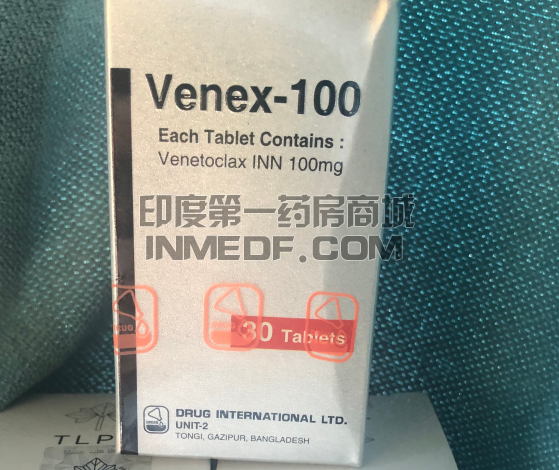 Venex-100
Each Tablet Contains :
Venetoclax INN 100mg
印度第一药房商城
INMEDF.COM
30 Tablets
DRUG INTERNATIONAL LTD.
UNIT-2
TONGI, GAZIPUR, BANGLADESH
TLP